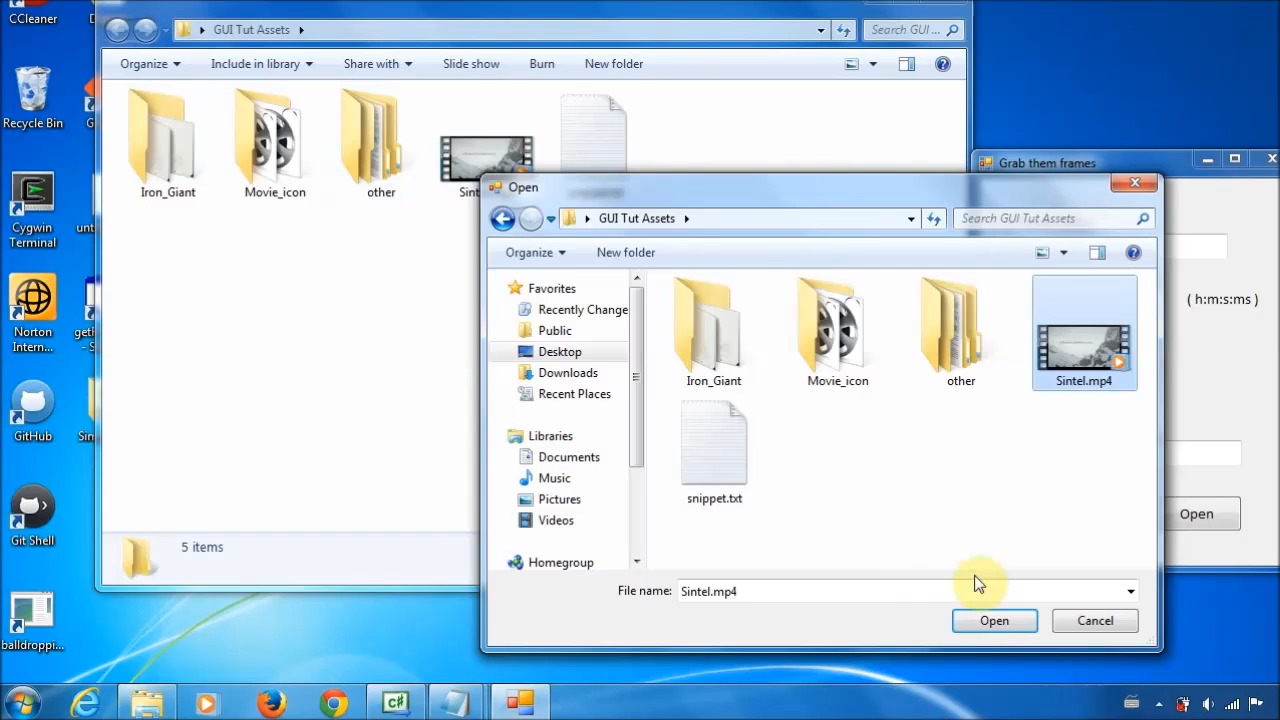 CCleaner
GUI Tut Assets
Search GUI ...
Organize
Include in library
Share with
Slide show
Burn
New folder
Recycle Bin
Iron_Giant
Movie_icon
other
Grab them frames
Open
GUI Tut Assets
Search GUI Tut Assets
Organize
New folder
Cygwin
Terminal
Favorites
Recently Change
Public
Desktop
Downloads
Recent Places
Libraries
Documents
Music
Pictures
Videos
Homegroup
Iron_Giant
Movie_icon
other
Sintel.mp4
snippet.txt
( h:m:s:ms )
Norton
Intern...
GitHub
Open
Git Shell
5 items
File name:
Sintel.mp4
Open
Cancel
balldroppi...
C#